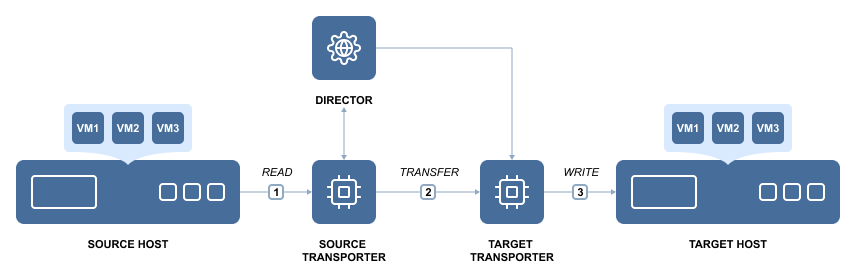 DIRECTOR
VM1 VM2 VM3
VM1 VM2 VM3
READ
TRANSFER
WRITE
1
2
3
SOURCE HOST
SOURCE
TRANSPORTER
TARGET
TRANSPORTER
TARGET HOST